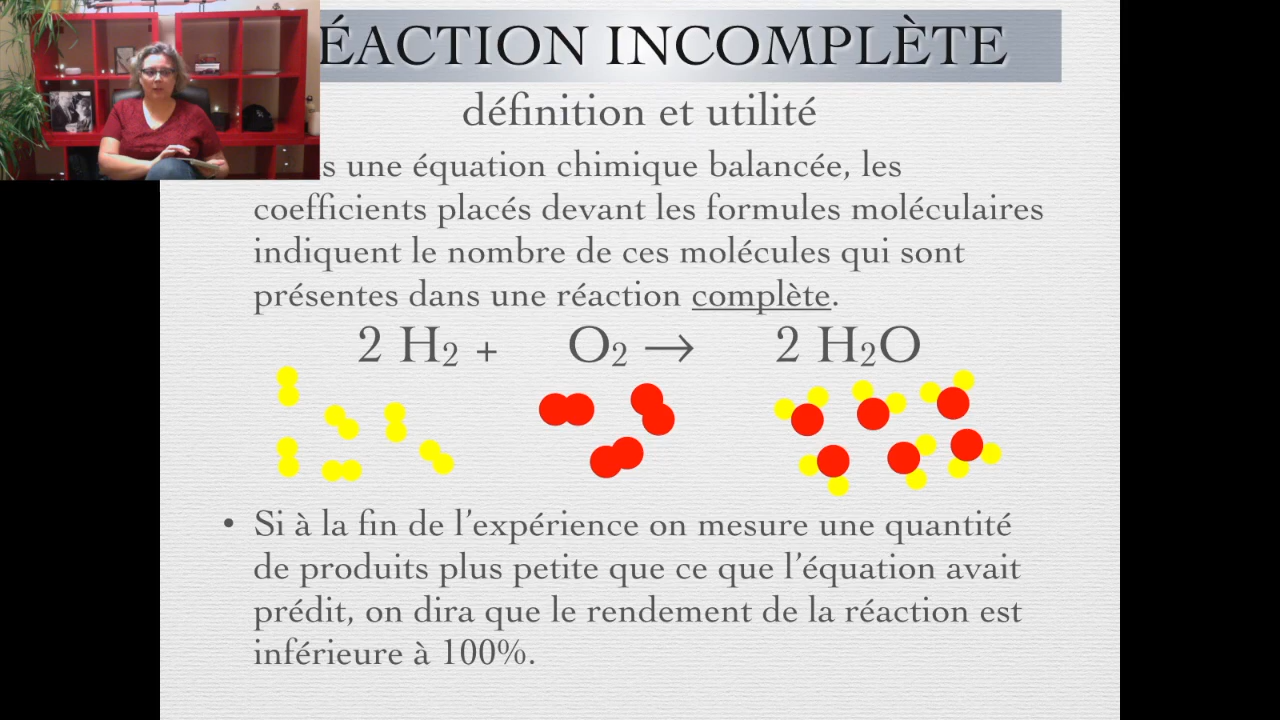 ÉACTION INCOMPLÈTE
définition et utilité
s une équation chimique balancée, les
coefficients placés devant les formules moléculaires
indiquent le nombre de ces molécules qui sont
présentes dans une réaction complète.
2 H₂ + O₂ → 2 H₂O
• Si à la fin de l’expérience on mesure une quantité
de produits plus petite que ce que l’équation avait
prédit, on dira que le rendement de la réaction est
inférieure à 100%.